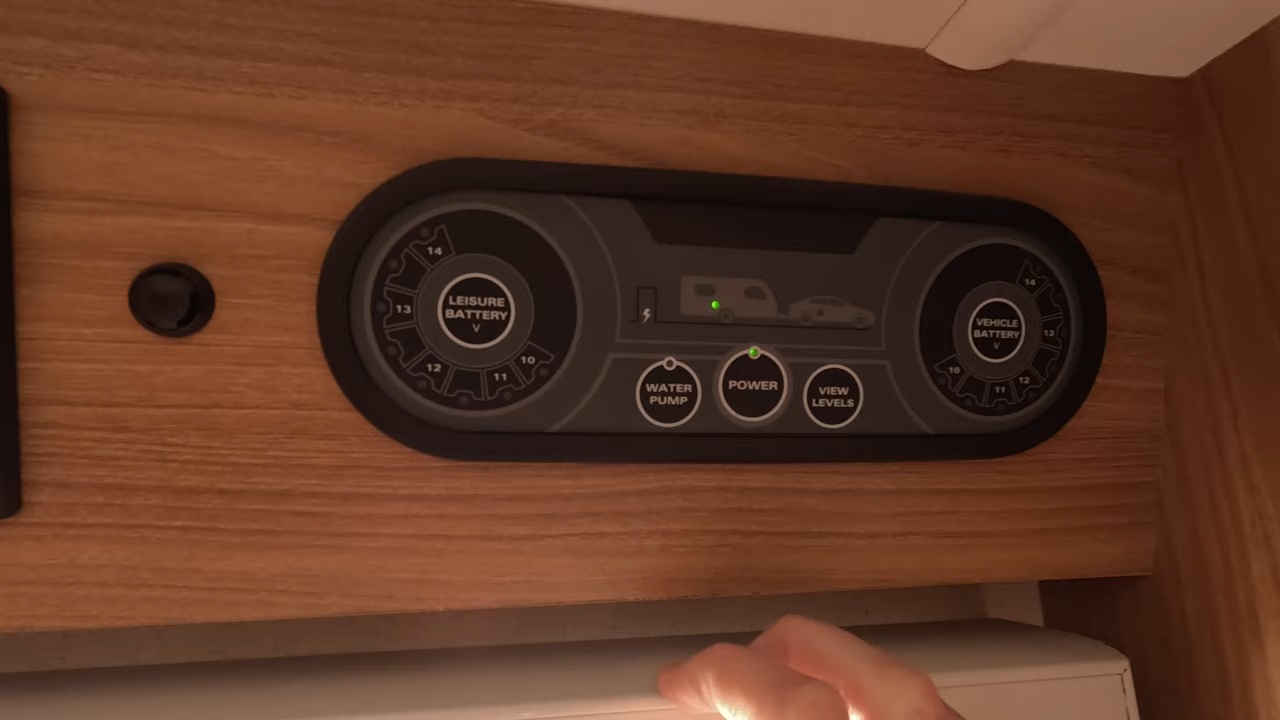 14
13
12
11
10
LEISURE
BATTERY
V
WATER
PUMP
POWER
VIEW
LEVELS
VEHICLE
BATTERY
V
14
13
12
11
10